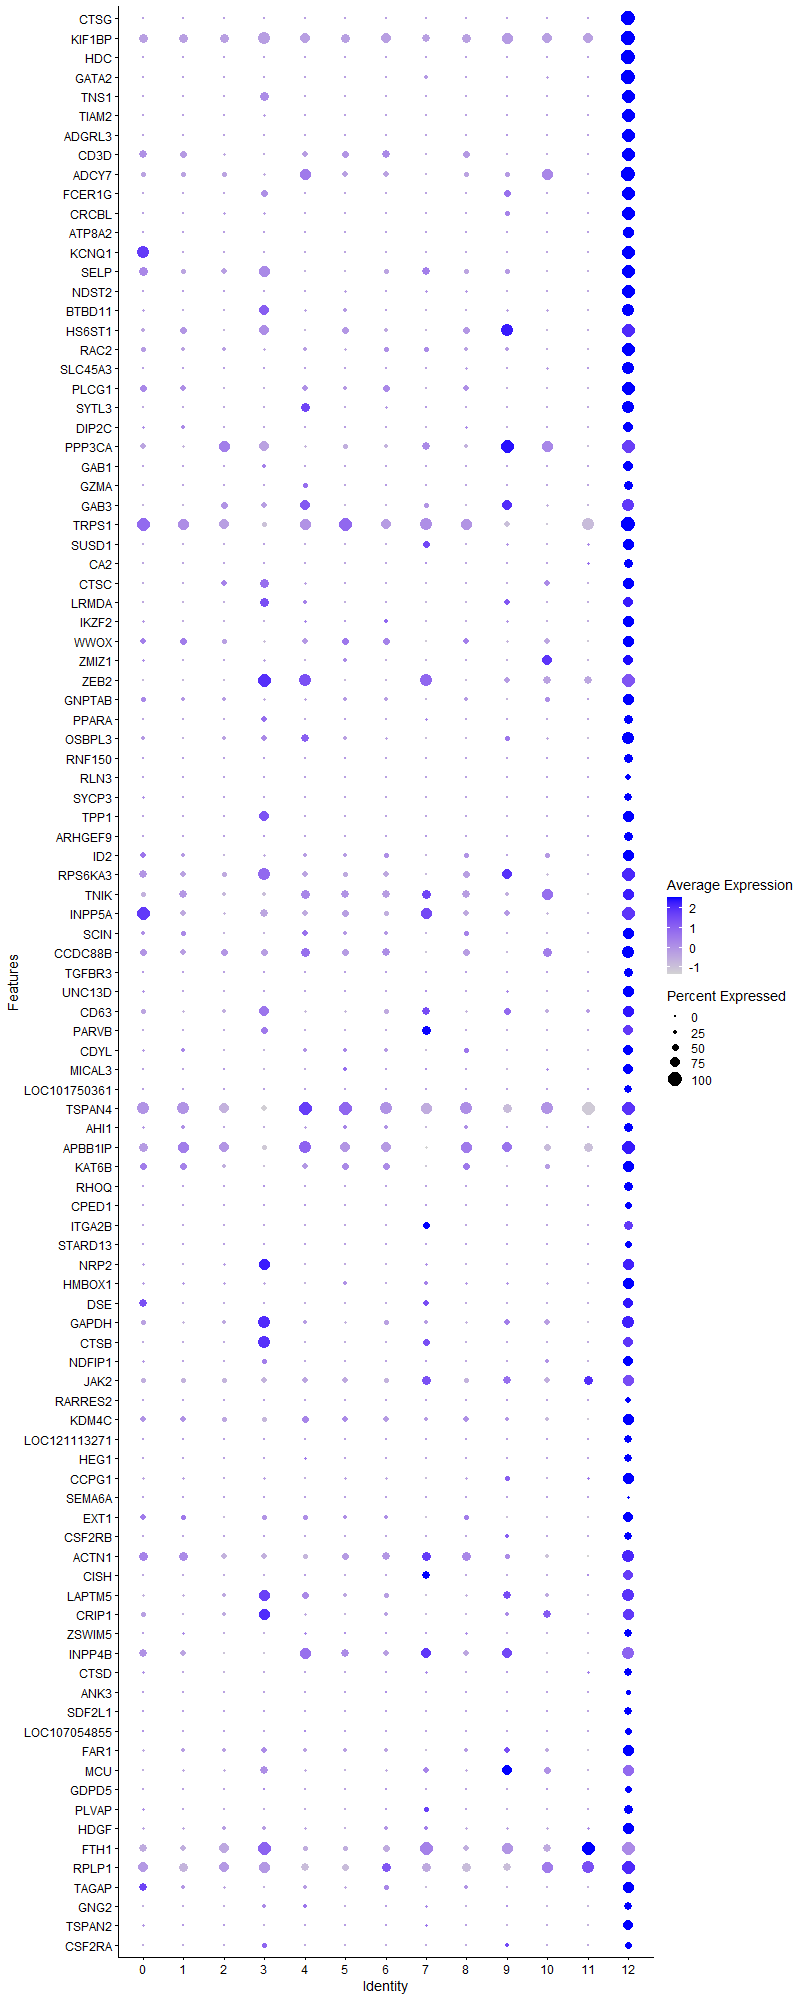 CTSG
KIF1BP
HDC
GATA2
TNS1
TIAM2
ADGRL3
CD3D
ADCY7
FCER1G
CRCBL
ATP8A2
KCNQ1
SELP
NDST2
BTBD11
HS6ST1
RAC2
SLC45A3
PLCG1
SYTL3
DIP2C
PPP3CA
GAB1
GZMA
GAB3
TRPS1
SUSD1
CA2
CTSC
LRMDA
IKZF2
WWOX
ZMIZ1
ZEB2
GNPTAB
PPARA
OSBPL3
RNF150
RLN3
SYCP3
TPP1
ARHGEF9
ID2
RPS6KA3
TNIK
INPP5A
SCIN
CCDC88B
TGFBR3
UNC13D
CD63
PARVB
CDYL
MICAL3
LOC101750361
TSPAN4
AHI1
APBB1IP
KAT6B
RHOQ
CPED1
ITGA2B
STARD13
NRP2
HMBOX1
DSE
GAPDH
CTSB
NDFIP1
JAK2
RARRES2
KDM4C
LOC121113271
HEG1
CCPG1
SEMA6A
EXT1
CSF2RB
ACTN1
CISH
LAPTM5
CRIP1
ZSWIM5
INPP4B
CTSD
ANK3
SDF2L1
LOC107054855
FAR1
MCU
GDPD5
PLVAP
HDGF
FTH1
RPLP1
TAGAP
GNG2
TSPAN2
CSF2RA
Features
0 1 2 3 4 5 6 7 8 9 10 11 12
Identity
Average Expression
2
1
0
-1
Percent Expressed
0
25
50
75
100